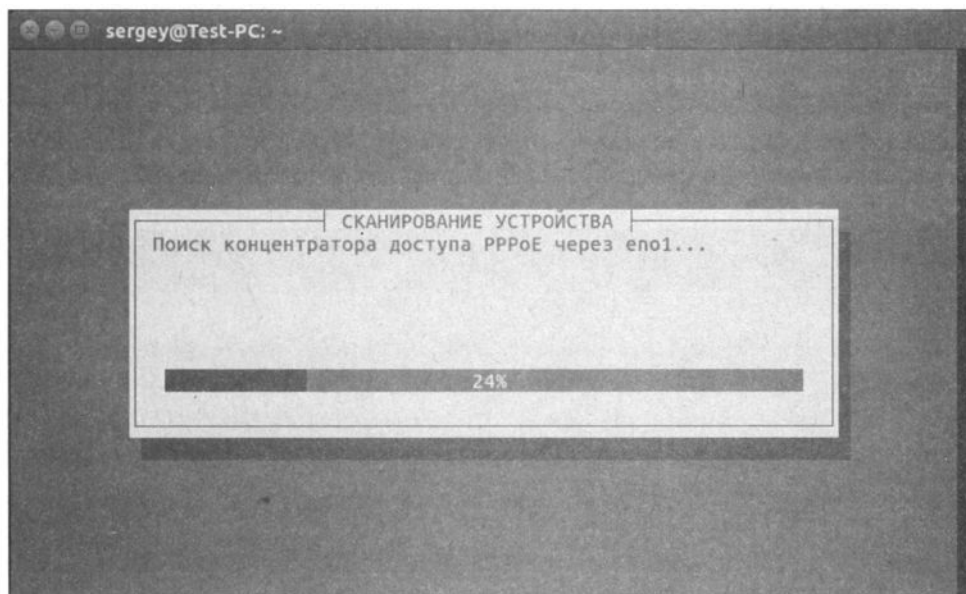 sergey@Test-PC: ~
СКАНИРОВАНИЕ УСТРОЙСТВА
Поиск концентратора доступа PPPoE через eno1...
24%